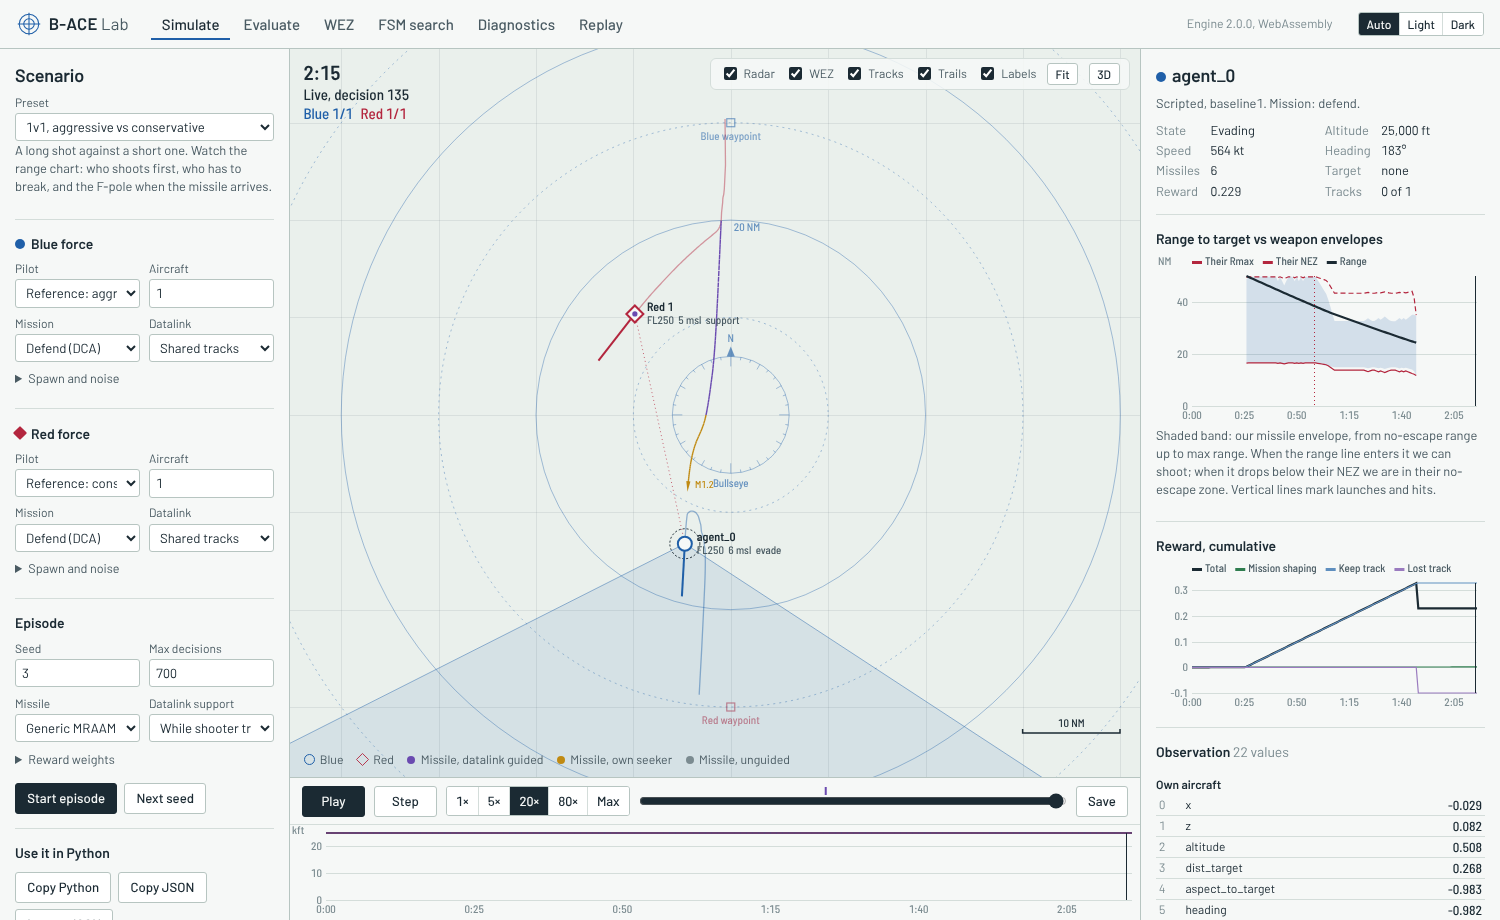 B-ACE Lab
Simulate
Evaluate
WEZ
FSM search
Diagnostics
Replay
Engine 2.0.0, WebAssembly
Auto
Light
Dark
Scenario
Preset
1v1, aggressive vs conservative
A long shot against a short one. Watch the
range chart: who shoots first, who has to
break, and the F-pole when the missile arrives.
Blue force
Pilot
Aircraft
Reference: aggr
1
Mission
Datalink
Defend (DCA)
Shared tracks
Spawn and noise
Red force
Pilot
Aircraft
Reference: cons
1
Mission
Datalink
Defend (DCA)
Shared tracks
Spawn and noise
Episode
Seed
Max decisions
3
700
Missile
Datalink support
Generic MRAAM
While shooter tr
Reward weights
Start episode
Next seed
Use it in Python
Copy Python
Copy JSON
2:15
Live, decision 135
Blue 1/1 Red 1/1
Radar
WEZ
Tracks
Trails
Labels
Fit
3D
Blue waypoint
20 NM
Red 1
FL250 5 msl support
N
M1.2
Bullseye
agent_0
FL250 6 msl evade
Red waypoint
10 NM
Blue
Red
Missile, datalink guided
Missile, own seeker
Missile, unguided
Play
Step
1×
5×
20×
80×
Max
Save
kft
20
10
0
0:00
0:25
0:50
1:15
1:40
2:05
agent_0
Scripted, baseline1. Mission: defend.
State Evading Altitude 25,000 ft
Speed 564 kt Heading 183°
Missiles 6 Target none
Reward 0.229 Tracks 0 of 1
Range to target vs weapon envelopes
NM
Their Rmax
Their NEZ
Range
40
20
0
0:00
0:25
0:50
1:15
1:40
2:05
Shaded band: our missile envelope, from no-escape range
up to max range. When the range line enters it we can
shoot; when it drops below their NEZ we are in their no-
escape zone. Vertical lines mark launches and hits.
Reward, cumulative
Total
Mission shaping
Keep track
Lost track
0.3
0.2
0.1
0
-0.1
0:00
0:25
0:50
1:15
1:40
2:05
Observation 22 values
Own aircraft
0 x -0.029
1 z 0.082
2 altitude 0.508
3 dist_target 0.268
4 aspect_to_target -0.983
5 heading -0.982